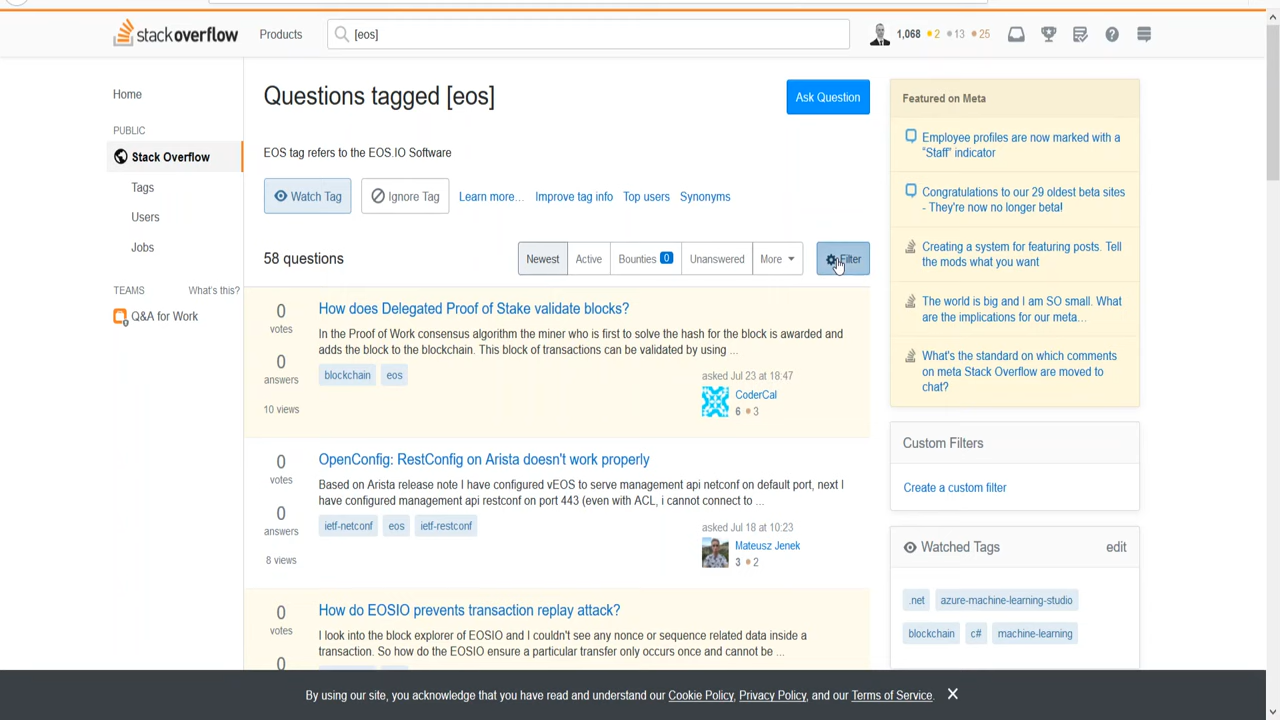 stackoverflow
Products
[eos]
1,068 2 13 25
Home
PUBLIC
Stack Overflow
Tags
Users
Jobs
TEAMS What's this?
Q&A for Work
Questions tagged [eos]
Ask Question
EOS tag refers to the EOS.IO Software
Watch Tag
Ignore Tag
Learn more…
Improve tag info
Top users
Synonyms
58 questions
Newest
Active
Bounties 0
Unanswered
More
Filter
0
votes
0
answers
10 views
How does Delegated Proof of Stake validate blocks?
In the Proof of Work consensus algorithm the miner who is first to solve the hash for the block is awarded and
adds the block to the blockchain. This block of transactions can be validated by using ...
blockchain eos
asked Jul 23 at 18:47
CoderCal
6 3
0
votes
0
answers
8 views
OpenConfig: RestConfig on Arista doesn't work properly
Based on Arista release note I have configured vEOS to serve management api netconf on default port, next I
have configured management api restconf on port 443 (even with ACL, i cannot connect to ...
ietf-netconf eos ietf-restconf
asked Jul 18 at 10:23
Mateusz Jenek
3 2
0
votes
0
How do EOSIO prevents transaction replay attack?
I look into the block explorer of EOSIO and I couldn't see any nonce or sequence related data inside a
transaction. So how do the EOSIO ensure a particular transfer only occurs once and cannot be ...
Featured on Meta
Employee profiles are now marked with a
“Staff” indicator
Congratulations to our 29 oldest beta sites
- They're now no longer beta!
Creating a system for featuring posts. Tell
the mods what you want
The world is big and I am SO small. What
are the implications for our meta…
What's the standard on which comments
on meta Stack Overflow are moved to
chat?
Custom Filters
Create a custom filter
Watched Tags edit
.net azure-machine-learning-studio
blockchain c# machine-learning
By using our site, you acknowledge that you have read and understand our Cookie Policy, Privacy Policy, and our Terms of Service.